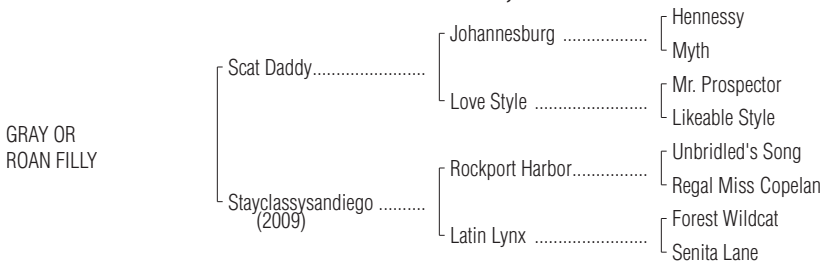 Hennessy
Johannesburg ..................
Myth
Scat Daddy........................
Mr. Prospector
Love Style ........................
Likeable Style
GRAY OR
ROAN FILLY
Unbridled's Song
Rockport Harbor................
Regal Miss Copelan
Stayclassysandiego ..........
(2009)
Forest Wildcat
Latin Lynx ........................
Senita Lane